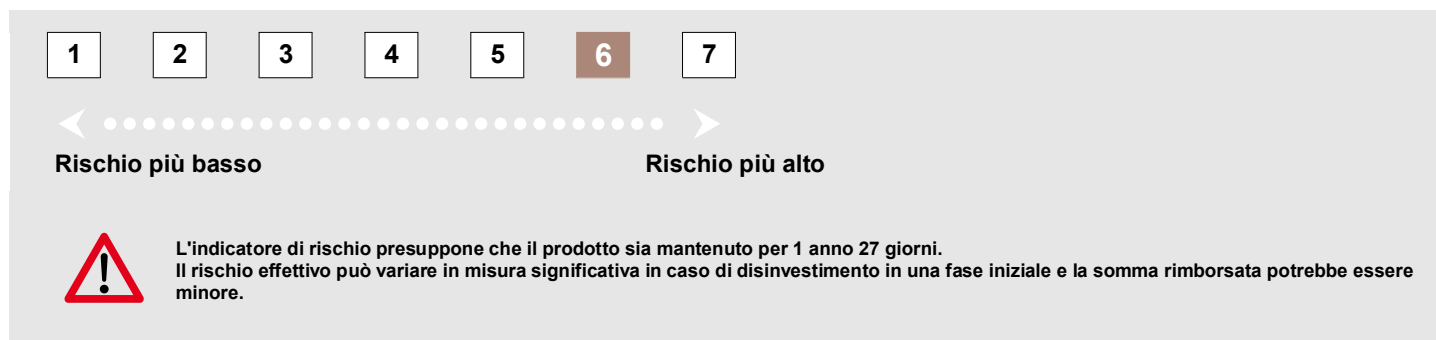 1 2 3 4 5 6 7
Rischio più basso Rischio più alto
L'indicatore di rischio presuppone che il prodotto sia mantenuto per 1 anno 27 giorni.
Il rischio effettivo può variare in misura significativa in caso di disinvestimento in una fase iniziale e la somma rimborsata potrebbe essere
minore.